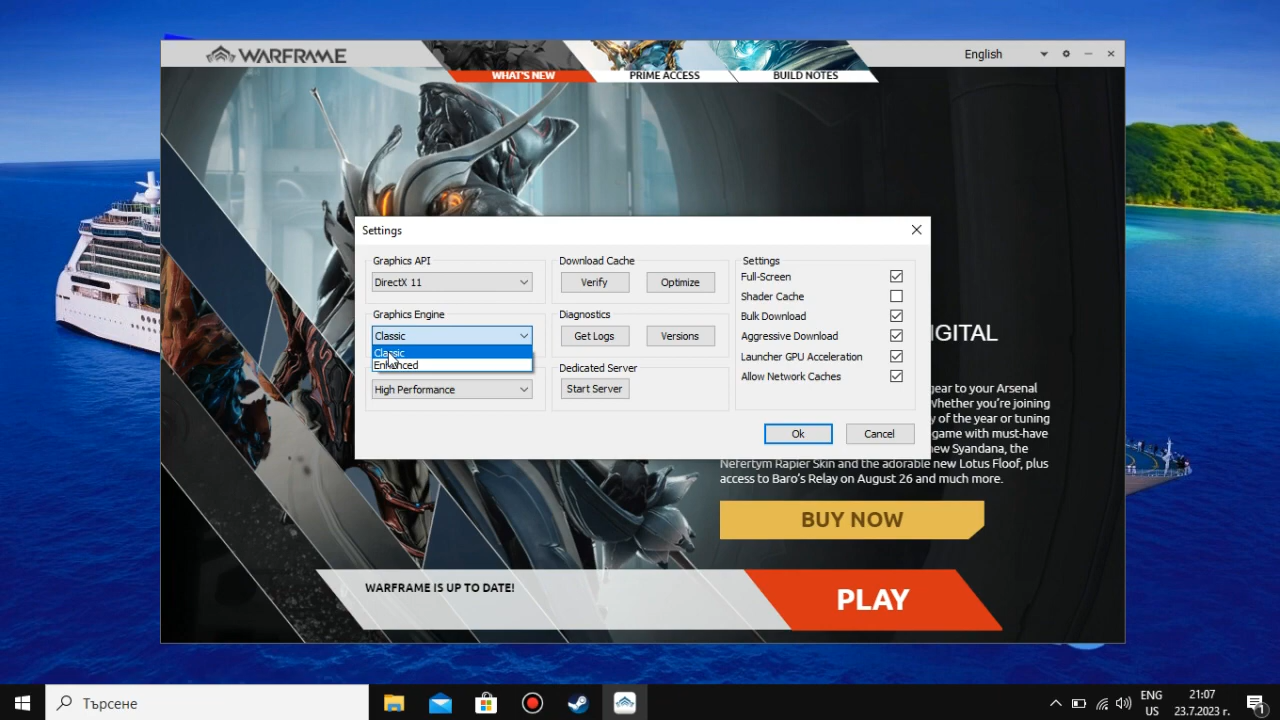 WARFRAME
English
WHAT'S NEW
PRIME ACCESS
BUILD NOTES
Settings
Graphics API
DirectX 11
Graphics Engine
Classic
Classic
Enhanced
High Performance
Download Cache
Verify
Optimize
Diagnostics
Get Logs
Versions
Dedicated Server
Start Server
Settings
Full-Screen
Shader Cache
Bulk Download
Aggressive Download
Launcher GPU Acceleration
Allow Network Caches
Ok
Cancel
IGITAL
gear to your Arsenal
Whether you're joining
y of the year or tuning
game with must-have
new Syandana, the
Nefertym Rapier Skin and the adorable new Lotus Floof, plus
access to Baro's Relay on August 26 and much more.
BUY NOW
WARFRAME IS UP TO DATE!
PLAY
Търсене
ENG
US
21:07
23.7.2023 г.
1